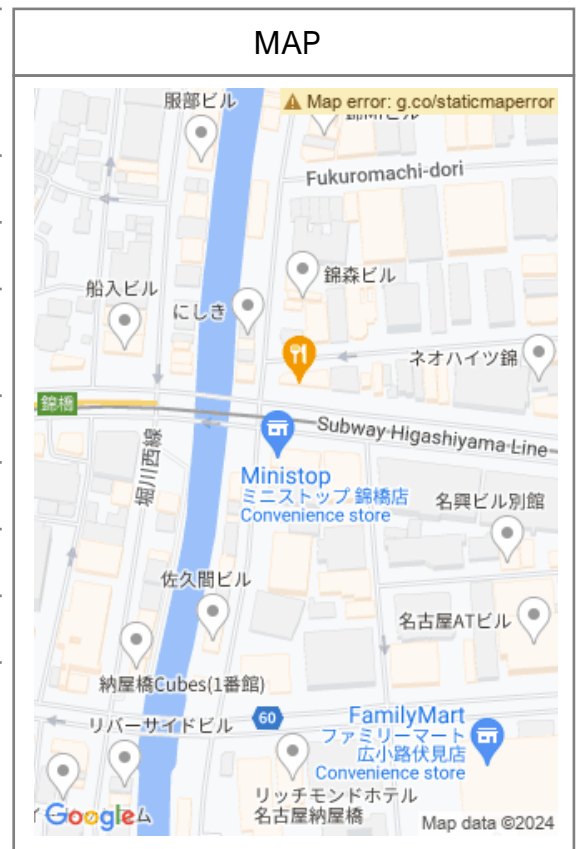 MAP
服部ビル
Map error: g.co/staticmaperror
Fukuromachi-dori
錦森ビル
船入ビル
にしき
ネオハイツ錦
錦橋
Subway Higashiyama Line
堀川西線
Ministop
ミニストップ 錦橋店
Convenience store
名興ビル別館
佐久間ビル
名古屋ATビル
納屋橋Cubes(1番館)
リバーサイドビル
60
FamilyMart
ファミリーマート
広小路伏見店
Convenience store
リッチモンドホテル
名古屋納屋橋
Google
Map data ©2024